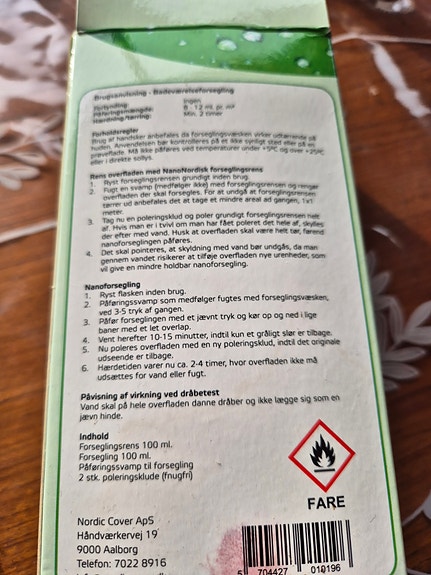 Brugsanvisning - Badeværelseforsegling
Fortynding: Ingen
Påføringsmængde: 8 - 12 ml. pr. m²
Hærdning/tørring: Min. 2 timer
Forholdsregler
Brug af handsker anbefales da forseglingsvæsken virker udtørrende på
huden. Anvendelsen bør kontrolleres på et ikke synligt sted eller på en
prøveflade. Må ikke påføres ved temperaturer under +5°C og over +25°C
eller i direkte sollys.
Rens overfladen med NanoNordisk forseglingsrens
1. Ryst forseglingsrensen grundigt inden brug.
2. Fugt en svamp (medfølger ikke) med forseglingsrensen og rengør
overfladen der skal forsegles. For at undgå at forseglingsrensen
tørrer ud anbefales det at tage et mindre areal ad gangen, 1x1
meter.
3. Tag nu en poleringsklud og poler grundigt forseglingsrensen helt
af. Hvis man er i tvivl om man har fået poleret det hele af, skylles
der efter med vand. Husk at overfladen skal være helt tør, førend
nanoforseglingen påføres.
4. Det skal pointeres, at skyldning med vand bør undgås, da man
gennem vandet risikerer at tilføje overfladen nye urenheder, som
vil give en mindre holdbar nanoforsegling.
Nanoforsegling
1. Ryst flasken inden brug.
2. Påføringssvamp som medfølger fugtes med forseglingsvæsken,
ved 3-5 tryk af gangen.
3. Påfør forseglingen med et jævnt tryk og kør op og ned i lige
baner med et let overlap.
4. Vent herefter 10-15 minutter, indtil kun et gråligt slør er tilbage.
5. Nu poleres overfladen med en ny poleringsklud, indtil det originale
udseende er tilbage.
6. Hærdetiden varer nu ca. 2-4 timer, hvor overfladen ikke må
udsættes for vand eller fugt.
Påvisning af virkning ved dråbetest
Vand skal på hele overfladen danne dråber og ikke lægge sig som en
jævn hinde.
Indhold
Forseglingsrens 100 ml.
Forsegling 100 ml.
Påføringssvamp til forsegling
2 stk. poleringsklude (fnugfri)
FARE
Nordic Cover ApS
Håndværkervej 19
9000 Aalborg
Telefon: 7022 8916
5 704427 010196